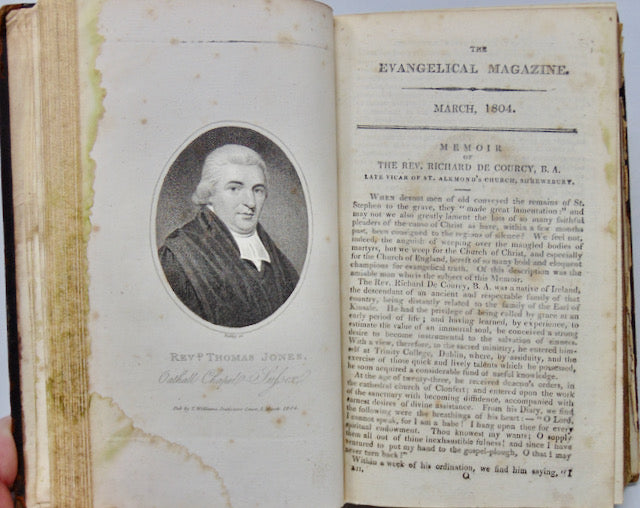 REVD. THOMAS JONES,
Oathall Chapel, Sussex
Pub. by T. Williams, Stationers Court, 1 March 1804.
THE
EVANGELICAL MAGAZINE.
MARCH, 1804.
MEMOIR
OF
THE REV. RICHARD DE COURCY, B. A.
LATE VICAR OF ST. ALKMOND'S CHURCH, SHREWSBURY.
WHEN devout men of old conveyed the remains of St.
Stephen to the grave, they "made great lamentation:" and
may not we also greatly lament the loss of so many faithful
pleaders of the cause of Christ as have, within a few months
past, been consigned to the regions of silence? We feel not,
indeed, the anguish of weeping over the mangled bodies of
martyrs, but we weep for the Church of Christ, and especially
for the Church of England, bereft of so many bold and eloquent
champions for evangelical truth. Of this description was the
amiable man who is the subject of this Memoir.
The Rev. Richard De Courcy, B. A. was a native of Ireland,
the descendant of an ancient and respectable family of that
country, being distantly related to the family of the Earl of
Kinsale. He had the privilege of being called by grace at an
early period of life; and having learned, by experience, to
estimate the value of an immortal soul, he conceived a strong
desire to become instrumental to the salvation of sinners.
With a view, therefore, to the sacred ministry, he entered him-
self at Trinity College, Dublin, where, by assiduity, and the
exercise of those quick and lively talents which he possessed,
he soon acquired a considerable fund of useful knowledge.
At the age of twenty-three, he received deacon's orders, in
the cathedral church of Clonfert; and entered upon the work
of the sanctuary with becoming diffidence, accompanied with
earnest desires of divine assistance. From his Diary, we find
the following were the breathings of his heart:—"O Lord,
I cannot speak, for I am a babe! I hang upon thee for every
spiritual endowment. Thou knowest my wants; O supply
them all out of thine inexhaustible fulness! and since I have
ventured to put my hand to the gospel-plough, O that I may
never turn back!"
Within a week of his ordination, we find him saying, "I
XII. Q